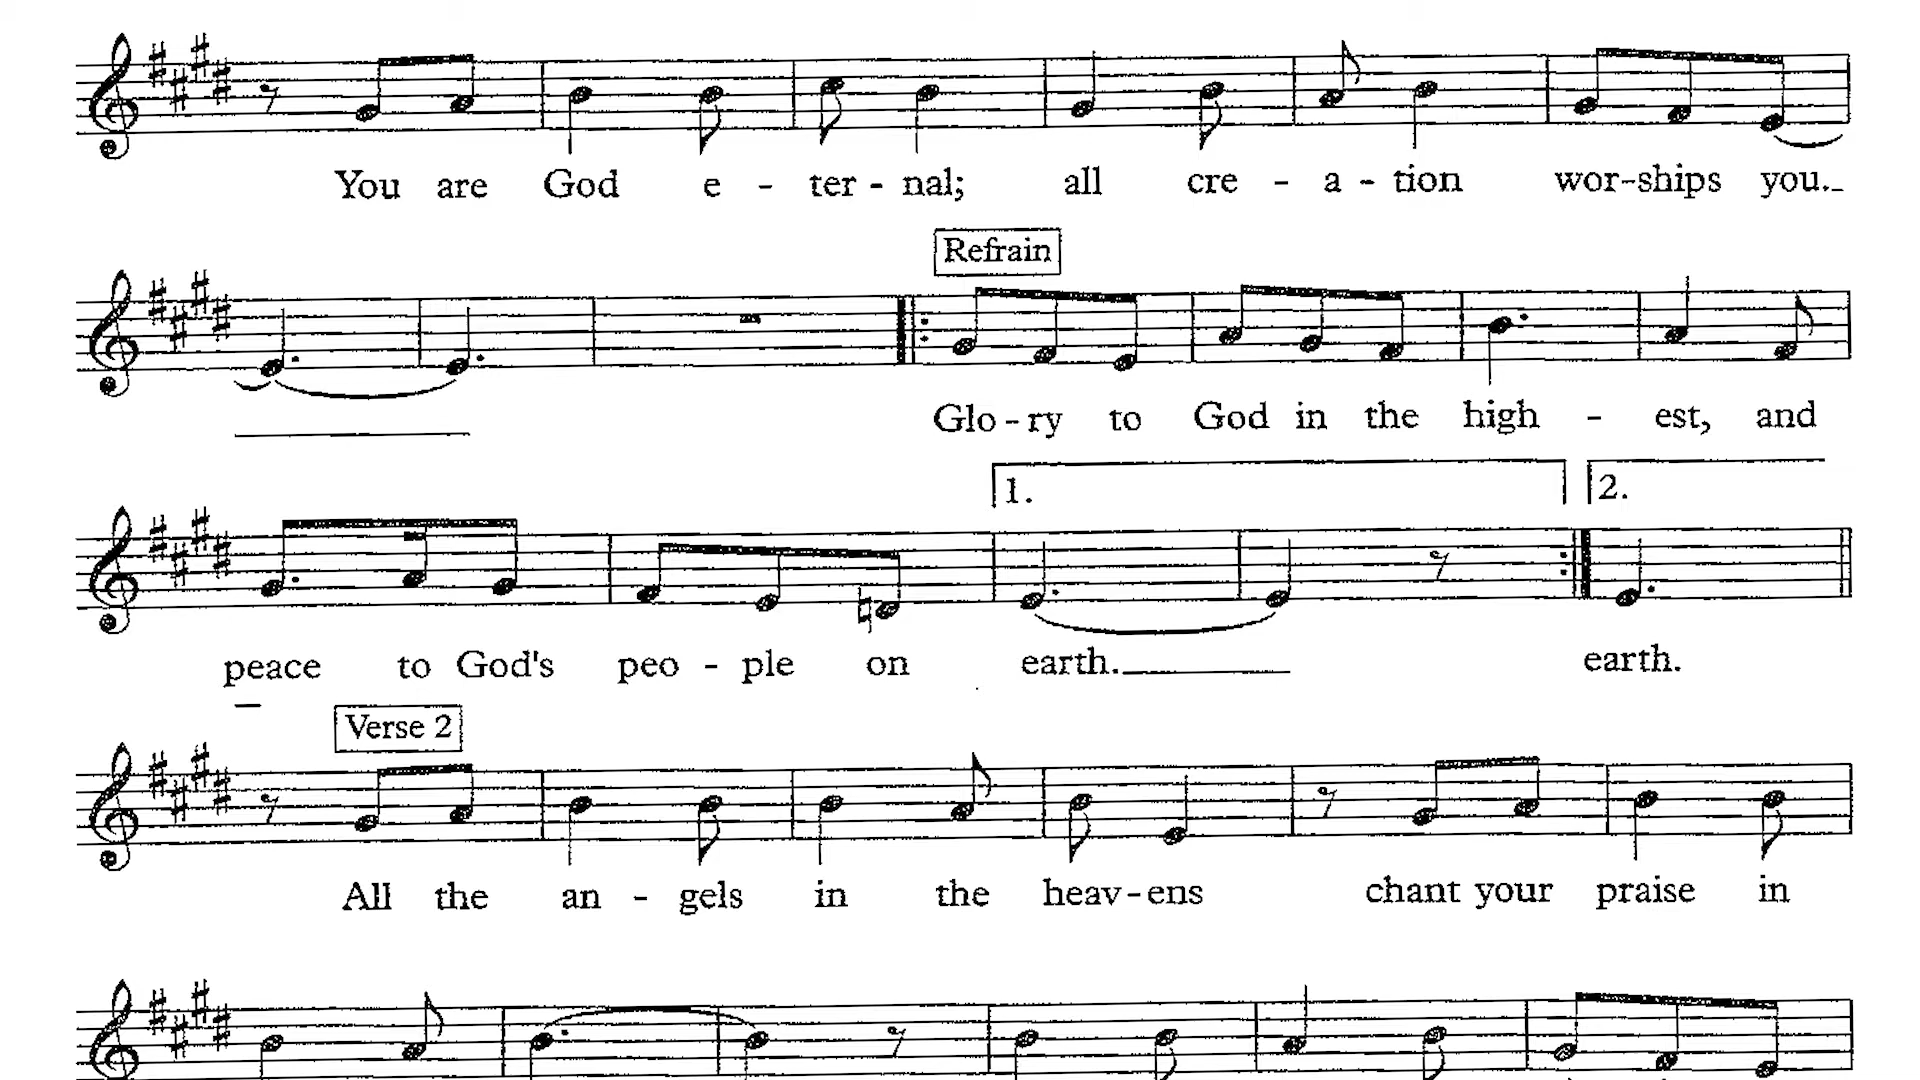 You are God e - ter - nal; all cre - a - tion wor-ships you.
Refrain
Glo - ry to God in the high - est, and
1. 2.
peace to God's peo - ple on earth. earth.
Verse 2
All the an - gels in the heav - ens chant your praise in